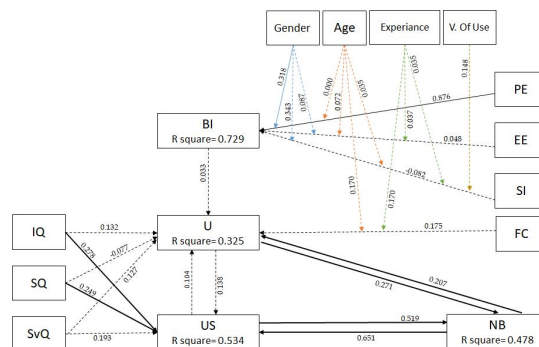 Gender
Age
Experiance
V. Of Use
0.318
0.343
0.087
0.000
0.072
0.035
0.037
0.035
0.148
PE
0.876
BI
R square= 0.729
EE
0.048
-0.082
SI
0.033
0.170
0.170
FC
0.175
IQ
0.132
U
R square= 0.325
0.278
-0.077
SQ
0.249
0.127
0.104
0.138
0.207
0.271
SvQ
0.193
US
R square= 0.534
0.519
0.651
NB
R square= 0.478